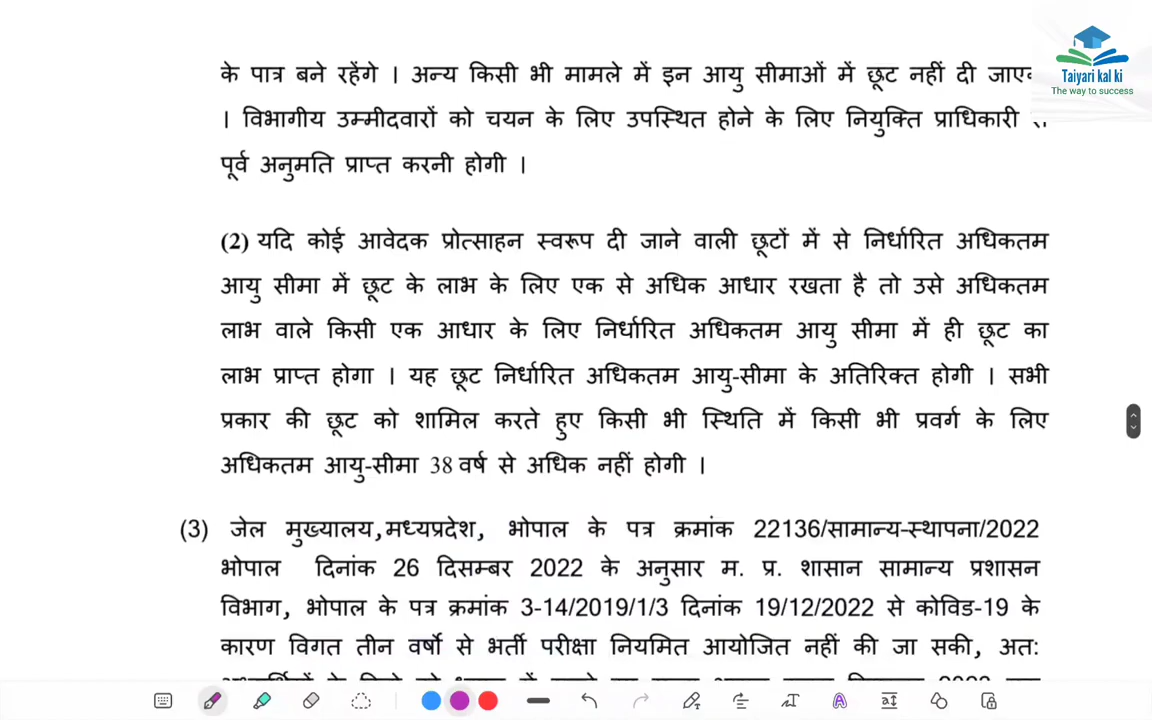 Taiyari kal ki
The way to success
के पात्र बने रहेंगे । अन्य किसी भी मामले में इन आयु सीमाओं में छूट नहीं दी
। विभागीय उम्मीदवारों को चयन के लिए उपस्थित होने के लिए नियुक्ति प्राधिकारी
पूर्व अनुमति प्राप्त करनी होगी ।
(2) यदि कोई आवेदक प्रोत्साहन स्वरूप दी जाने वाली छूटों में से निर्धारित अधिकतम
आयु सीमा में छूट के लाभ के लिए एक से अधिक आधार रखता है तो उसे अधिकतम
लाभ वाले किसी एक आधार के लिए निर्धारित अधिकतम आयु सीमा में ही छूट का
लाभ प्राप्त होगा । यह छूट निर्धारित अधिकतम आयु-सीमा के अतिरिक्त होगी । सभी
प्रकार की छूट को शामिल करते हुए किसी भी स्थिति में किसी भी प्रवर्ग के लिए
अधिकतम आयु-सीमा 38 वर्ष से अधिक नहीं होगी ।
(3) जेल मुख्यालय,मध्यप्रदेश, भोपाल के पत्र क्रमांक 22136/सामान्य-स्थापना/2022
भोपाल दिनांक 26 दिसम्बर 2022 के अनुसार म. प्र. शासान सामान्य प्रशासन
विभाग, भोपाल के पत्र क्रमांक 3-14/2019/1/3 दिनांक 19/12/2022 से कोविड-19 के
कारण विगत तीन वर्षो से भर्ती परीक्षा नियमित आयोजित नहीं की जा सकी, अत: